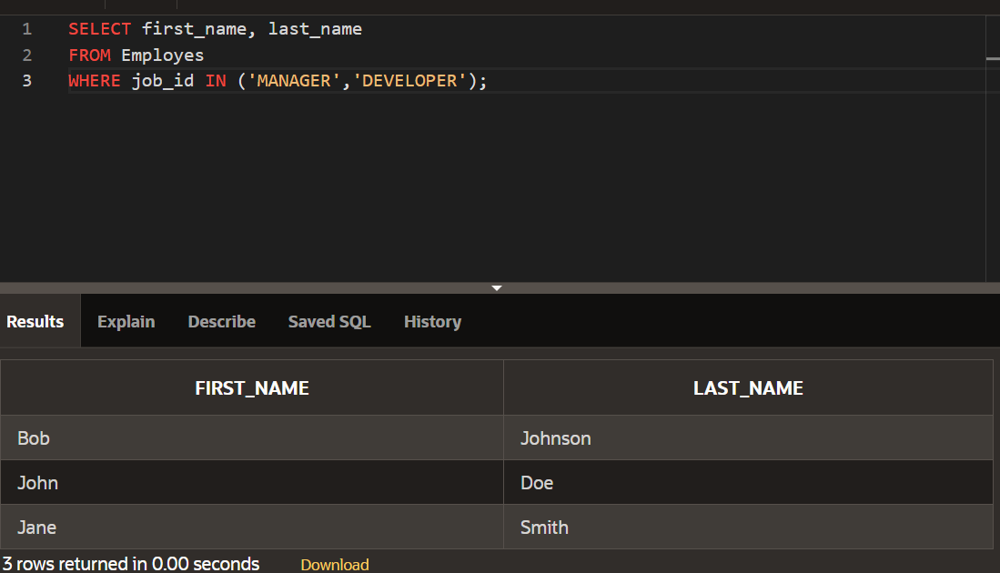 1 SELECT first_name, last_name
2 FROM Employes
3 WHERE job_id IN ('MANAGER','DEVELOPER');
Results Explain Describe Saved SQL History
FIRST_NAME LAST_NAME
Bob Johnson
John Doe
Jane Smith
3 rows returned in 0.00 seconds Download